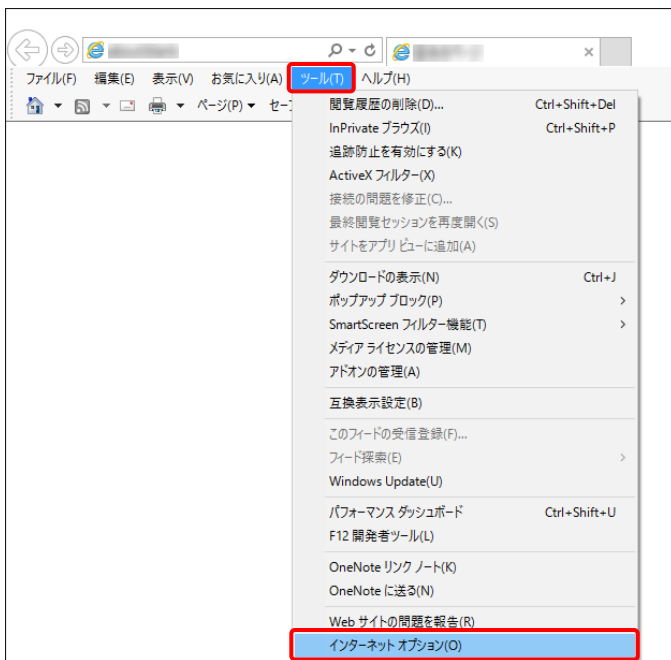 ファイル(F) 編集(E) 表示(V) お気に入り(A) ツール(T) ヘルプ(H)
ページ(P)
閲覧履歴の削除(D)... Ctrl+Shift+Del
InPrivate ブラウズ(I) Ctrl+Shift+P
追跡防止を有効にする(K)
ActiveX フィルター(X)
接続の問題を修正(C)...
最終閲覧セッションを再度開く(S)
サイトをアプリ ビューに追加(A)
ダウンロードの表示(N) Ctrl+J
ポップアップ ブロック(P)
SmartScreen フィルター機能(T)
メディア ライセンスの管理(M)
アドオンの管理(A)
互換表示設定(B)
このフィードの受信登録(F)...
フィード探索(E)
Windows Update(U)
パフォーマンス ダッシュボード Ctrl+Shift+U
F12 開発者ツール(L)
OneNote リンク ノート(K)
OneNote に送る(N)
Web サイトの問題を報告(R)
インターネット オプション(O)